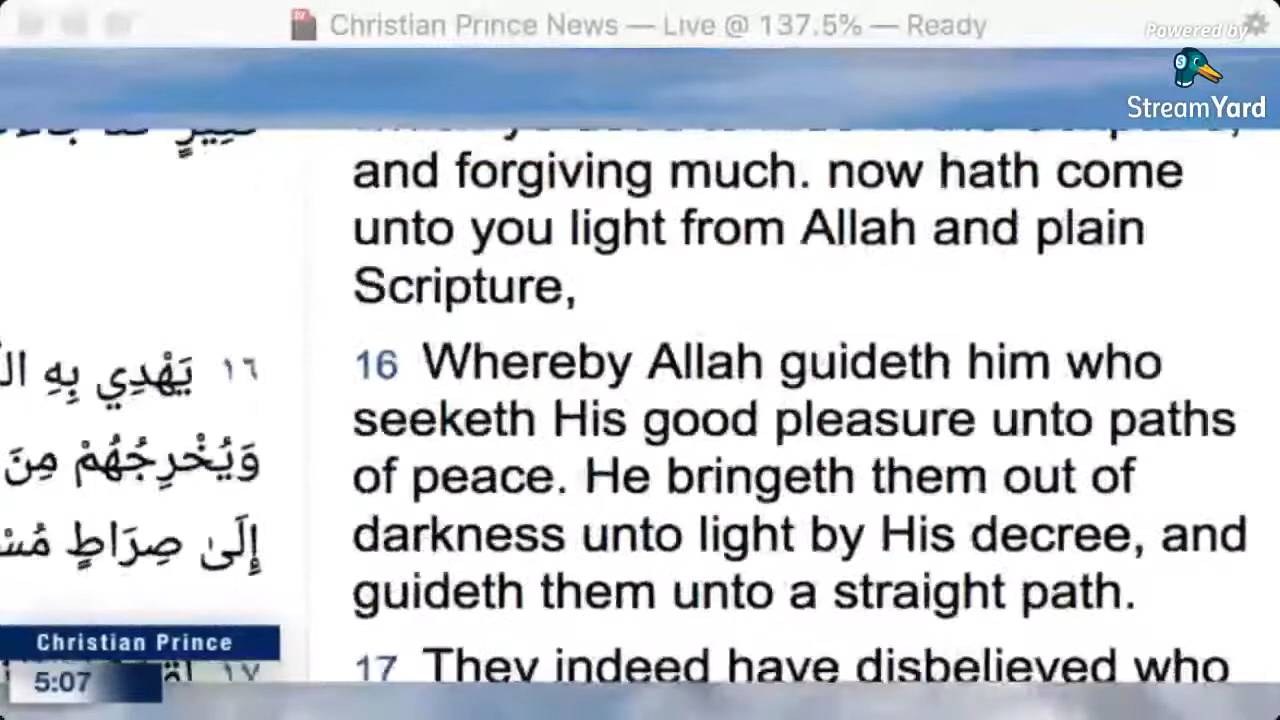 Christian Prince News — Live @ 137.5% — Ready
Powered by
StreamYard
and forgiving much. now hath come
unto you light from Allah and plain
Scripture,
16 Whereby Allah guideth him who
seeketh His good pleasure unto paths
of peace. He bringeth them out of
darkness unto light by His decree, and
guideth them unto a straight path.
17 They indeed have disbelieved who
١٦ يَهْدِي بِهِ
وَيُخْرِجُهُمْ مِنَ
إِلَىٰ صِرَاطٍ
١٧
Christian Prince
5:07